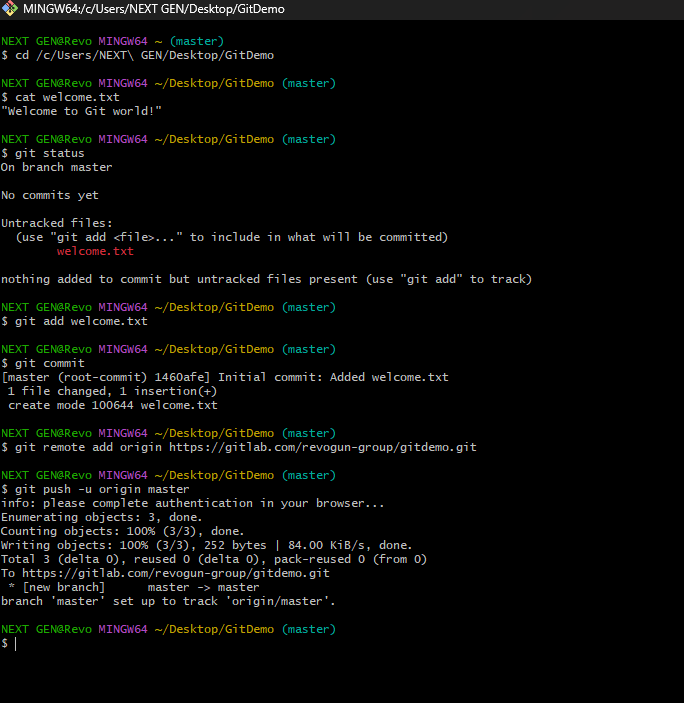 MINGW64:/c/Users/NEXT GEN/Desktop/GitDemo
NEXT GEN@Revo MINGW64 ~ (master)
$ cd /c/Users/NEXT\ GEN/Desktop/GitDemo
NEXT GEN@Revo MINGW64 ~/Desktop/GitDemo (master)
$ cat welcome.txt
"Welcome to Git world!"
NEXT GEN@Revo MINGW64 ~/Desktop/GitDemo (master)
$ git status
On branch master
No commits yet
Untracked files:
(use "git add <file>..." to include in what will be committed)
welcome.txt
nothing added to commit but untracked files present (use "git add" to track)
NEXT GEN@Revo MINGW64 ~/Desktop/GitDemo (master)
$ git add welcome.txt
NEXT GEN@Revo MINGW64 ~/Desktop/GitDemo (master)
$ git commit
[master (root-commit) 1460afe] Initial commit: Added welcome.txt
1 file changed, 1 insertion(+)
create mode 100644 welcome.txt
NEXT GEN@Revo MINGW64 ~/Desktop/GitDemo (master)
$ git remote add origin https://gitlab.com/revogun-group/gitdemo.git
NEXT GEN@Revo MINGW64 ~/Desktop/GitDemo (master)
$ git push -u origin master
info: please complete authentication in your browser...
Enumerating objects: 3, done.
Counting objects: 100% (3/3), done.
Writing objects: 100% (3/3), 252 bytes | 84.00 KiB/s, done.
Total 3 (delta 0), reused 0 (delta 0), pack-reused 0 (from 0)
To https://gitlab.com/revogun-group/gitdemo.git
* [new branch]      master -> master
branch 'master' set up to track 'origin/master'.
NEXT GEN@Revo MINGW64 ~/Desktop/GitDemo (master)
$